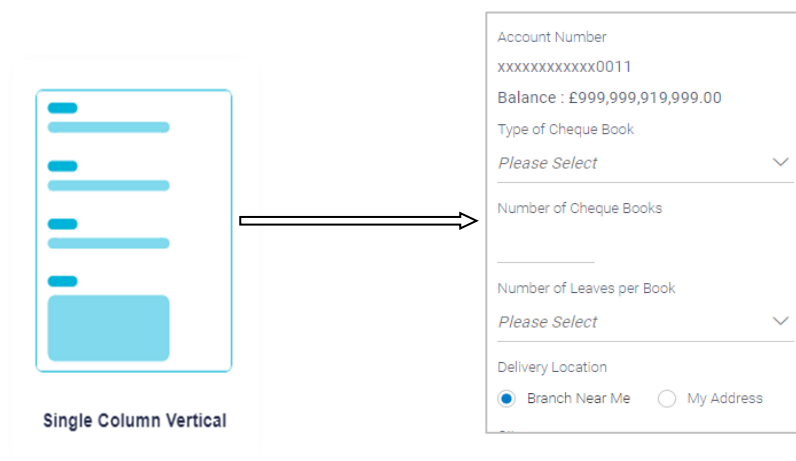 Single Column Vertical
Account Number
xxxxxxxxxxxx0011
Balance : £999,999,919,999.00
Type of Cheque Book
Please Select
Number of Cheque Books
Number of Leaves per Book
Please Select
Delivery Location
Branch Near Me My Address